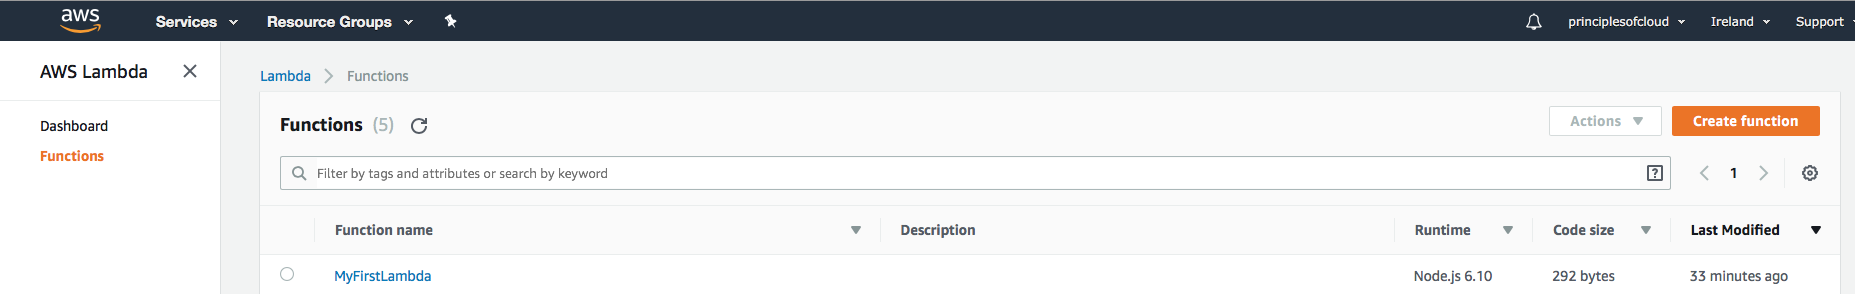 aws Services Resource Groups principlesofcloud Ireland Support
AWS Lambda
Lambda Functions
Dashboard
Functions
Functions (5) Actions Create function
Filter by tags and attributes or search by keyword ? 1
Function name Description Runtime Code size Last Modified
MyFirstLambda Node.js 6.10 292 bytes 33 minutes ago